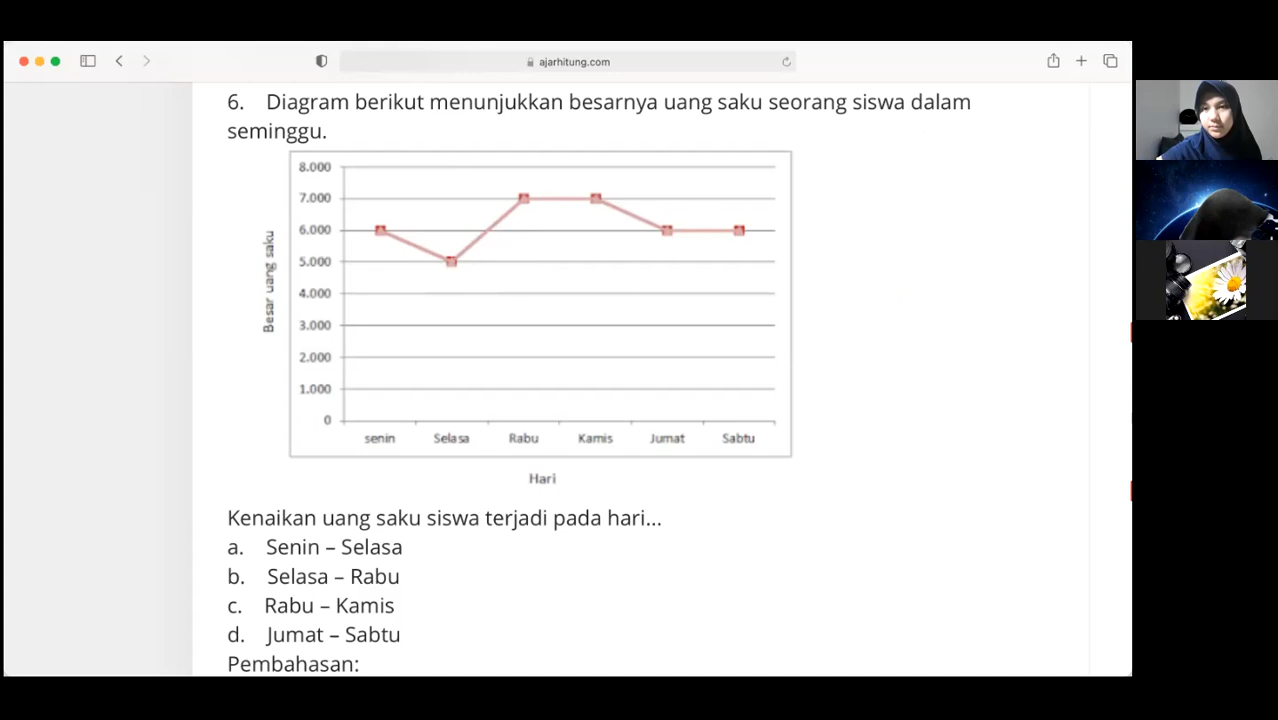 ajarhitung.com
6. Diagram berikut menunjukkan besarnya uang saku seorang siswa dalam
seminggu.
8.000
7.000
6.000
5.000
4.000
3.000
2.000
1.000
0
Besar uang saku
senin Selasa Rabu Kamis Jumat Sabtu
Hari
Kenaikan uang saku siswa terjadi pada hari...
a. Senin – Selasa
b. Selasa – Rabu
c. Rabu – Kamis
d. Jumat – Sabtu
Pembahasan: